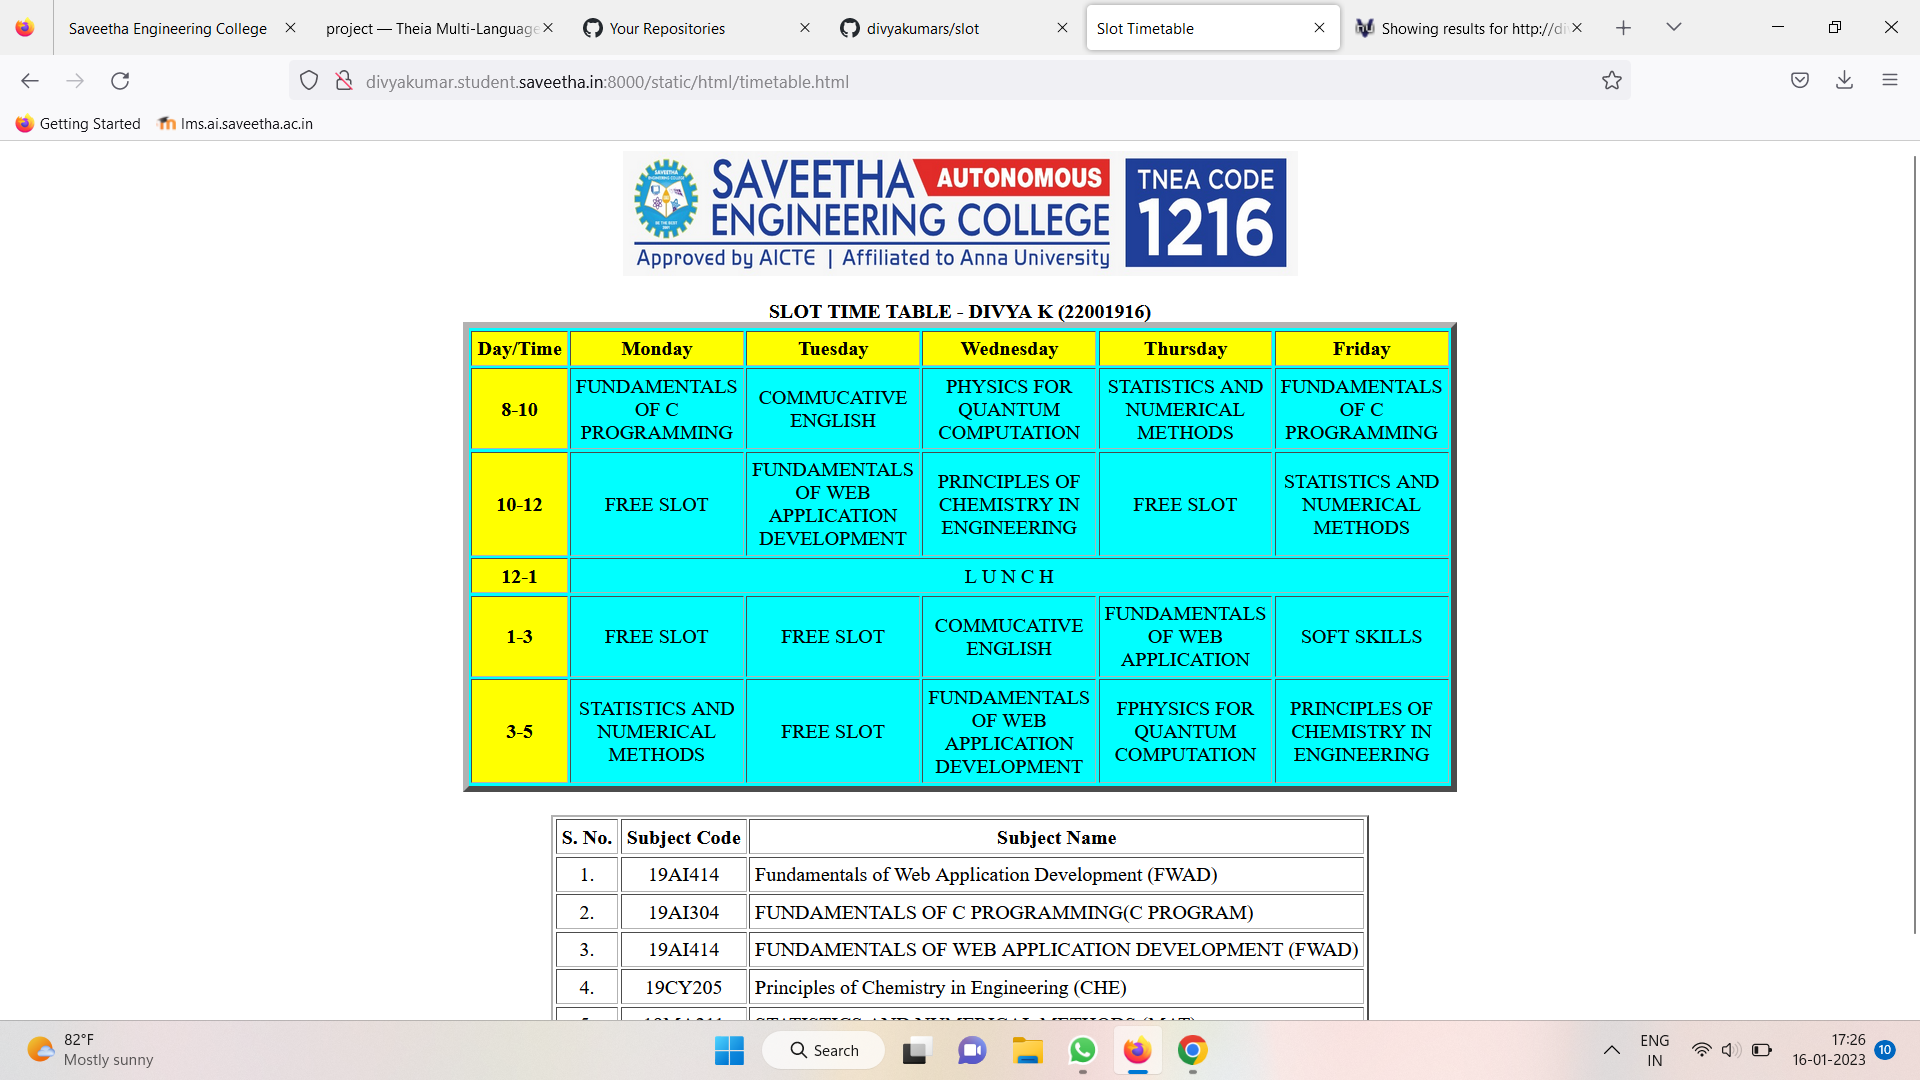 Saveetha Engineering College
project — Theia Multi-Language
Your Repositories
divyakumars/slot
Slot Timetable
Showing results for http://di
divyakumar.student.saveetha.in:8000/static/html/timetable.html
Getting Started
lms.ai.saveetha.ac.in
SAVEETHA AUTONOMOUS
ENGINEERING COLLEGE
Approved by AICTE | Affiliated to Anna University
TNEA CODE
1216
SLOT TIME TABLE - DIVYA K (22001916)
Day/Time Monday Tuesday Wednesday Thursday Friday
8-10
FUNDAMENTALS
OF C
PROGRAMMING
COMMUCATIVE
ENGLISH
PHYSICS FOR
QUANTUM
COMPUTATION
STATISTICS AND
NUMERICAL
METHODS
FUNDAMENTALS
OF C
PROGRAMMING
10-12
FREE SLOT
FUNDAMENTALS
OF WEB
APPLICATION
DEVELOPMENT
PRINCIPLES OF
CHEMISTRY IN
ENGINEERING
FREE SLOT
STATISTICS AND
NUMERICAL
METHODS
12-1
L U N C H
1-3
FREE SLOT
FREE SLOT
COMMUCATIVE
ENGLISH
FUNDAMENTALS
OF WEB
APPLICATION
SOFT SKILLS
3-5
STATISTICS AND
NUMERICAL
METHODS
FREE SLOT
FUNDAMENTALS
OF WEB
APPLICATION
DEVELOPMENT
FPHYSICS FOR
QUANTUM
COMPUTATION
PRINCIPLES OF
CHEMISTRY IN
ENGINEERING
S. No. Subject Code Subject Name
1. 19AI414 Fundamentals of Web Application Development (FWAD)
2. 19AI304 FUNDAMENTALS OF C PROGRAMMING(C PROGRAM)
3. 19AI414 FUNDAMENTALS OF WEB APPLICATION DEVELOPMENT (FWAD)
4. 19CY205 Principles of Chemistry in Engineering (CHE)
STATISTICS AND NUMERICAL METHODS (MAT)
82°F
Mostly sunny
Search
ENG
IN
17:26
16-01-2023
10